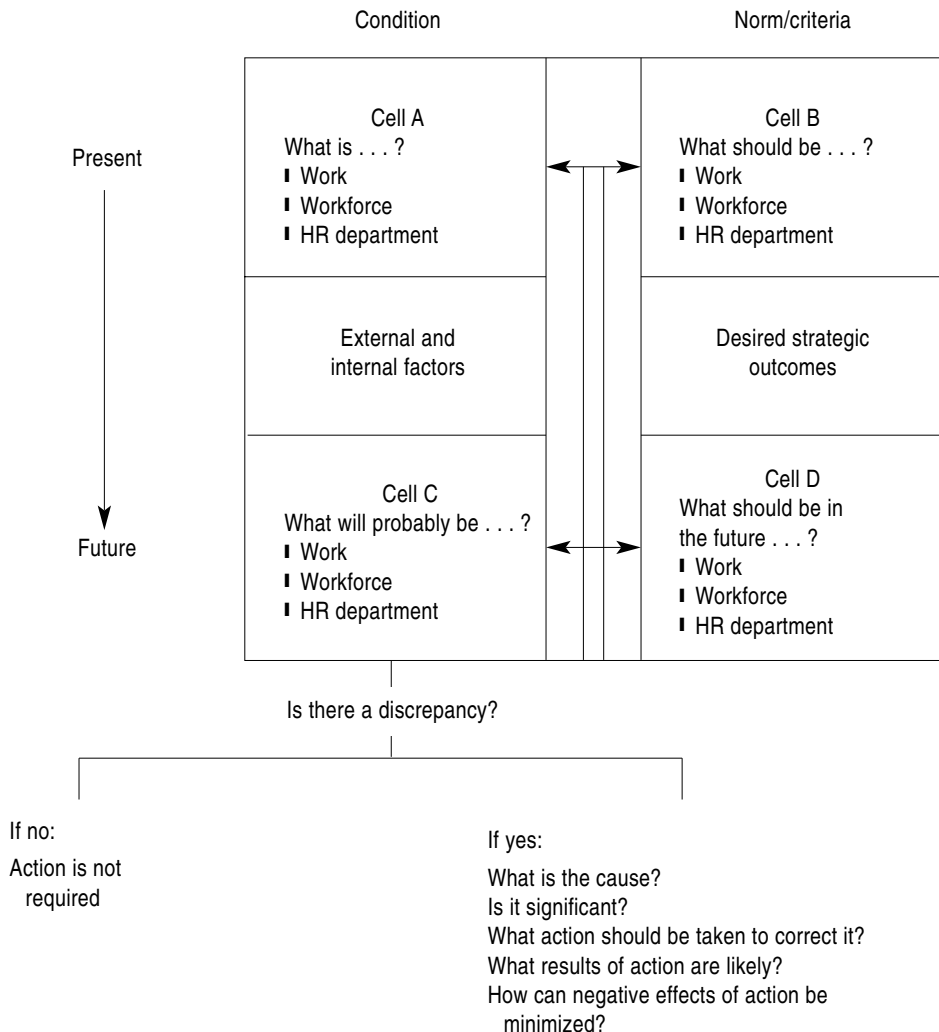 Condition
Norm/criteria
Present
Future
Cell A
What is . . . ?
Work
Workforce
HR department
Cell B
What should be . . . ?
Work
Workforce
HR department
External and
internal factors
Desired strategic
outcomes
Cell C
What will probably be . . . ?
Work
Workforce
HR department
Cell D
What should be in
the future . . . ?
Work
Workforce
HR department
Is there a discrepancy?
If no:
Action is not
required
If yes:
What is the cause?
Is it significant?
What action should be taken to correct it?
What results of action are likely?
How can negative effects of action be
minimized?